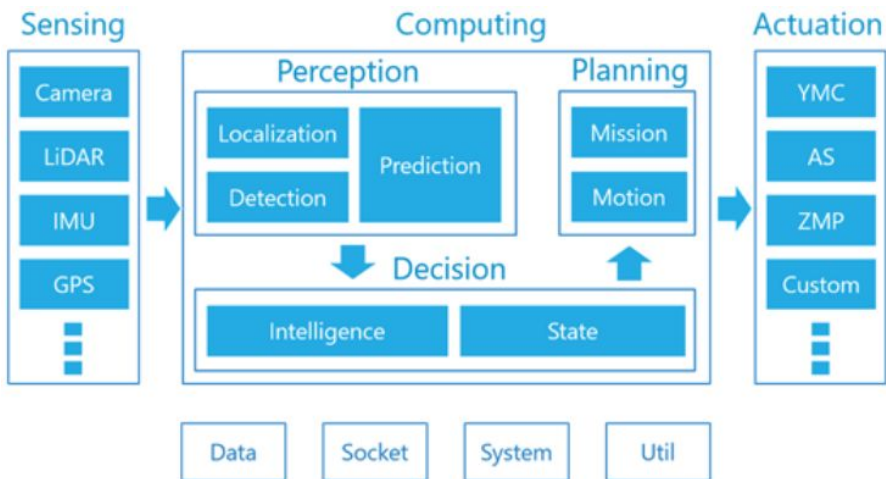 Sensing
Computing
Actuation
Perception
Planning
Camera
LiDAR
IMU
GPS
Localization
Detection
Prediction
Mission
Motion
Decision
Intelligence
State
YMC
AS
ZMP
Custom
Data
Socket
System
Util